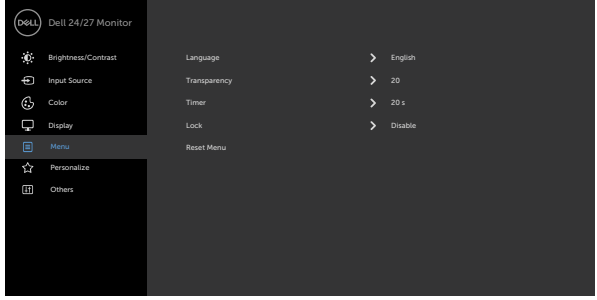 DELL Dell 24/27 Monitor
Brightness/Contrast
Input Source
Color
Display
Menu
Personalize
Others
Language English
Transparency 20
Timer 20 s
Lock Disable
Reset Menu